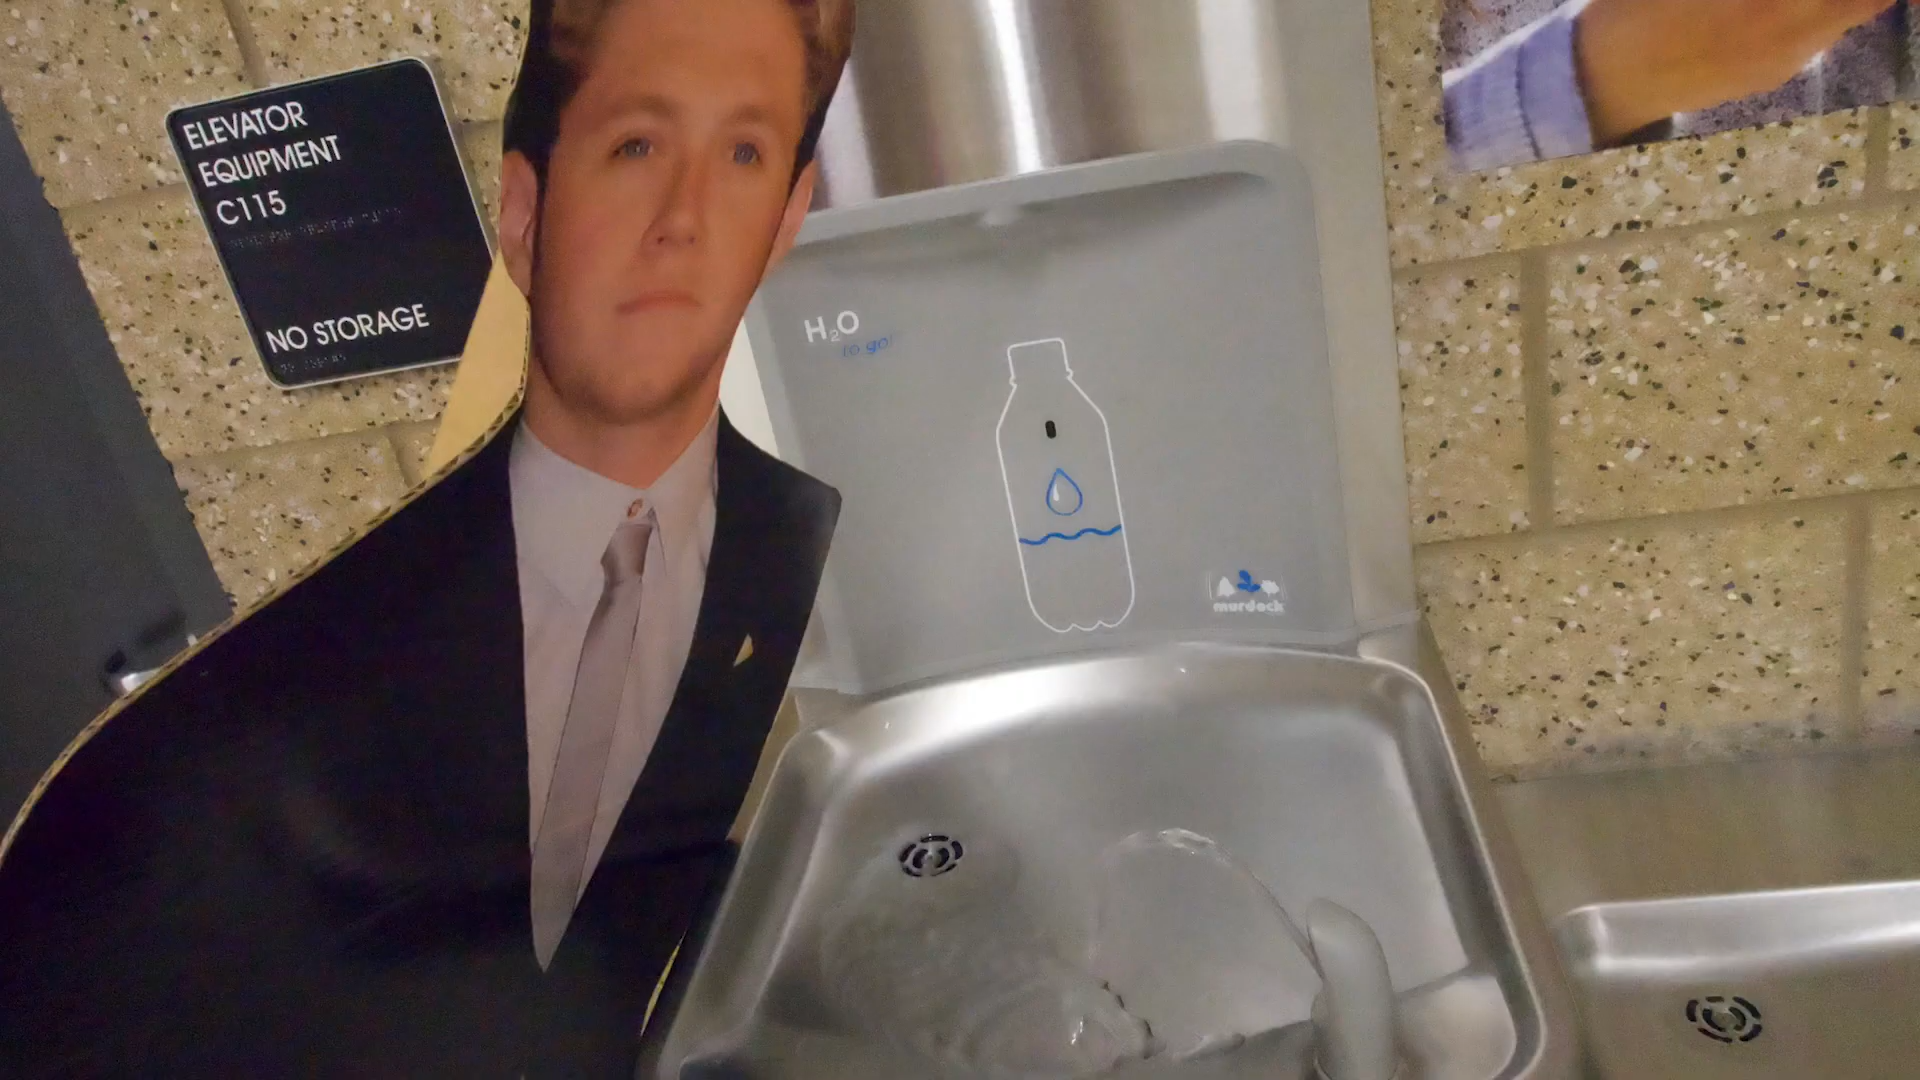 ELEVATOR
EQUIPMENT
C115
NO STORAGE
H₂O
to go!
murdock